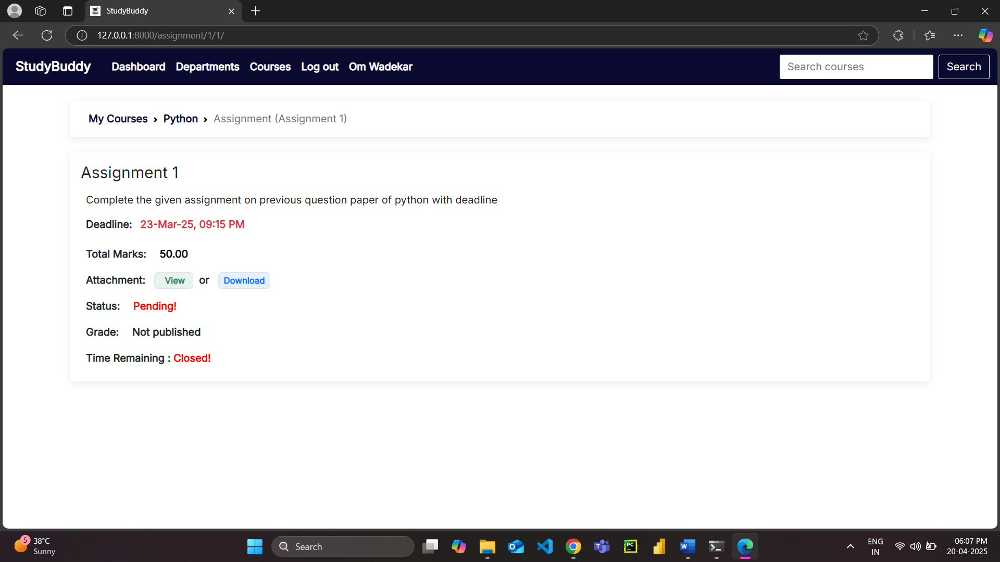 StudyBuddy
127.0.0.1:8000/assignment/1/1/
StudyBuddy Dashboard Departments Courses Log out Om Wadekar Search courses Search
My Courses › Python › Assignment (Assignment 1)
Assignment 1
Complete the given assignment on previous question paper of python with deadline
Deadline: 23-Mar-25, 09:15 PM
Total Marks: 50.00
Attachment: View or Download
Status: Pending!
Grade: Not published
Time Remaining : Closed!
5
38°C
Sunny
Search
ENG
IN
06:07 PM
20-04-2025